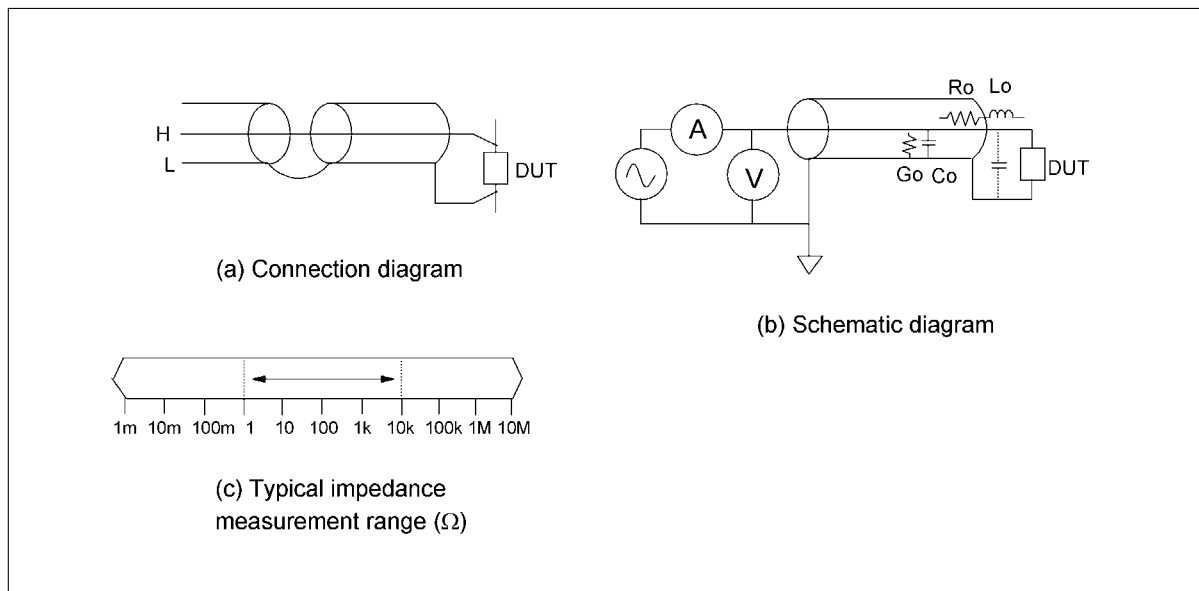 H
L
DUT
(a) Connection diagram
A
V
Ro Lo
Go Co
DUT
(b) Schematic diagram
1m 10m 100m 1 10 100 1k 10k 100k 1M 10M
(c) Typical impedance
measurement range (Ω)